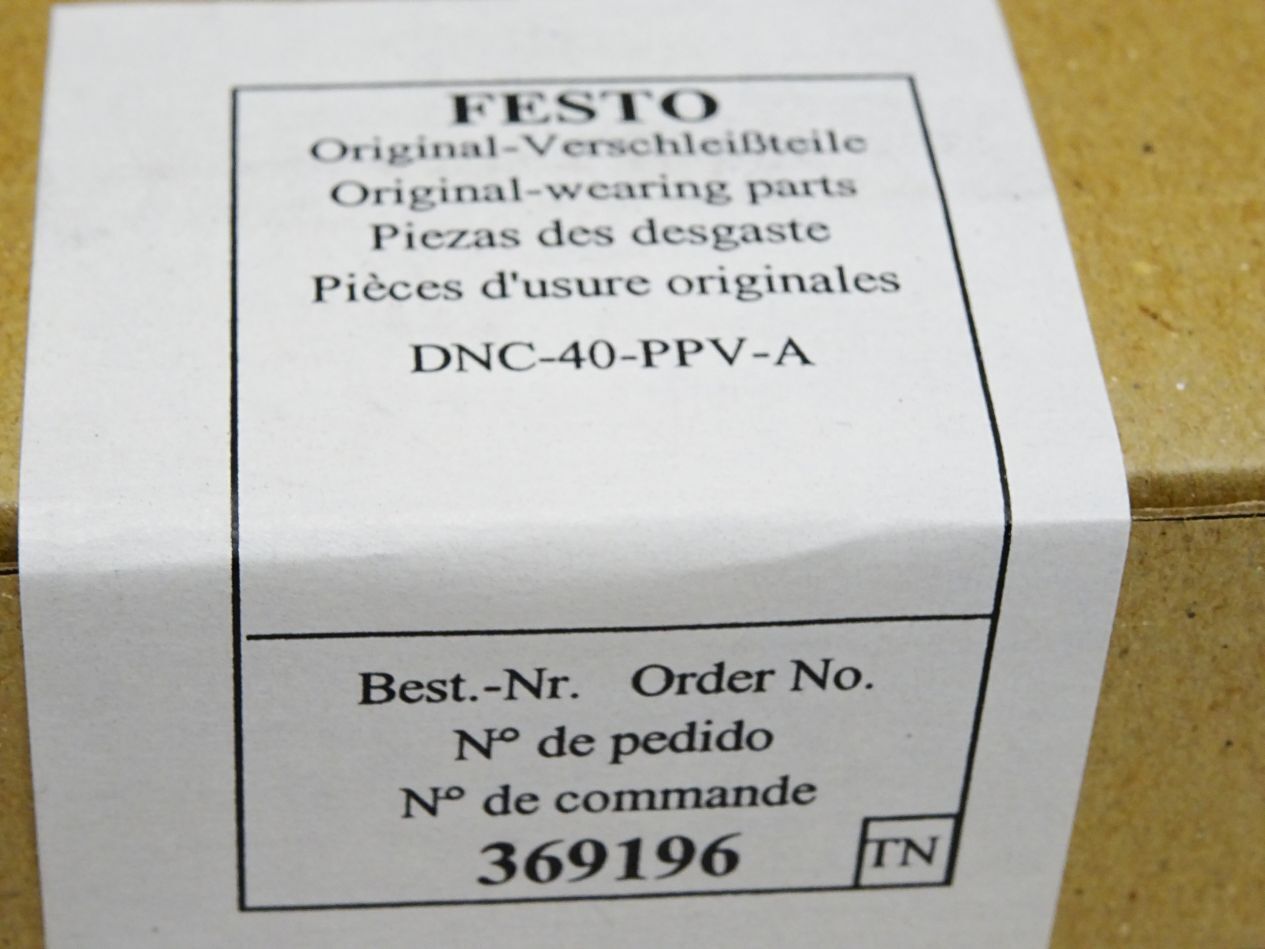 FESTO
Original-Verschleißteile
Original-wearing parts
Piezas des desgaste
Pièces d'usure originales
DNC-40-PPV-A
Best.-Nr. Order No.
Nº de pedido
Nº de commande
369196
TN